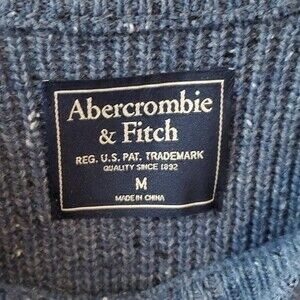 Abercrombie
& Fitch
REG. U.S. PAT. TRADEMARK
QUALITY SINCE 1892
M
MADE IN CHINA